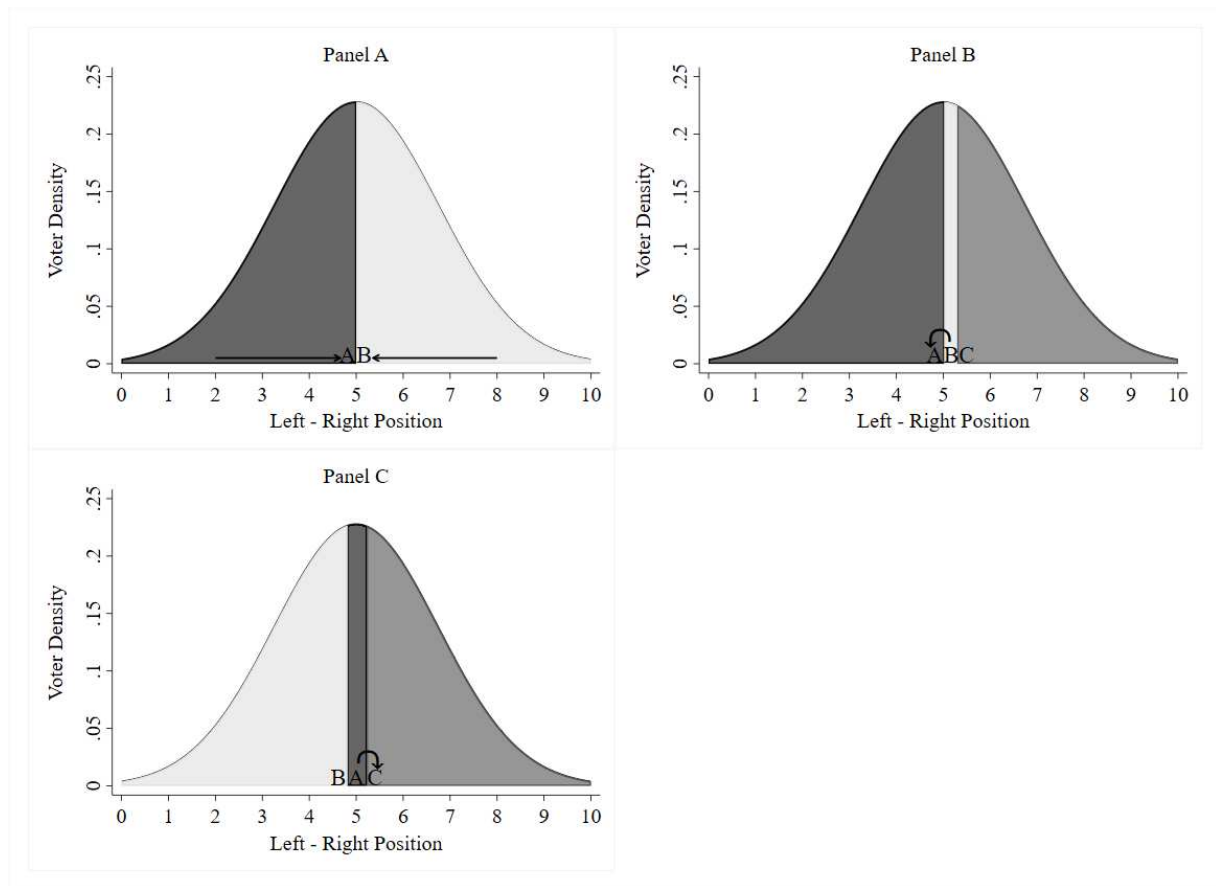 Panel A
Voter Density
0 .05 .1 .15 .2 .25
A B
0 1 2 3 4 5 6 7 8 9 10
Left - Right Position
Panel B
Voter Density
0 .05 .1 .15 .2 .25
A B C
0 1 2 3 4 5 6 7 8 9 10
Left - Right Position
Panel C
Voter Density
0 .05 .1 .15 .2 .25
B A C
0 1 2 3 4 5 6 7 8 9 10
Left - Right Position